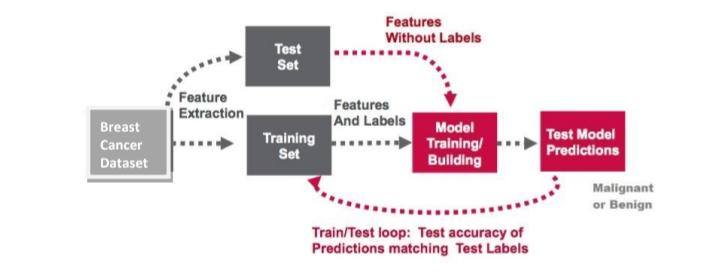 Features
Without Labels
Test
Set
Feature
Extraction
Features
And Labels
Breast
Cancer
Dataset
Training
Set
Model
Training/
Building
Test Model
Predictions
Malignant
or Benign
Train/Test loop: Test accuracy of
Predictions matching Test Labels